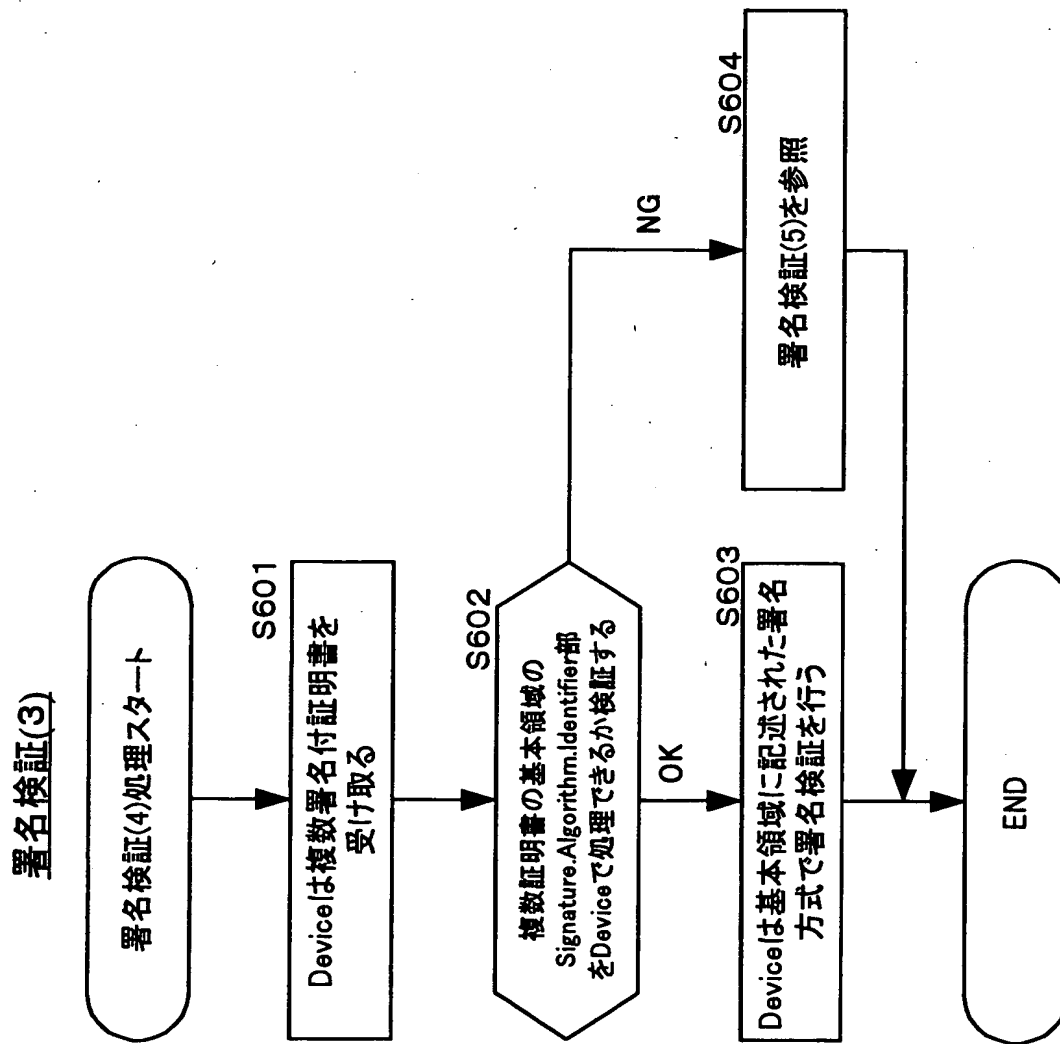 署名検証(3)
署名検証(4)処理スタート
S601
Deviceは複数署名付証明書を
受け取る
S602
複数証明書の基本領域の
Signature.Algorithm.Identifier部
をDeviceで処理できるか検証する
NG
OK
S603
Deviceは基本領域に記述された署名
方式で署名検証を行う
S604
署名検証(5)を参照
END